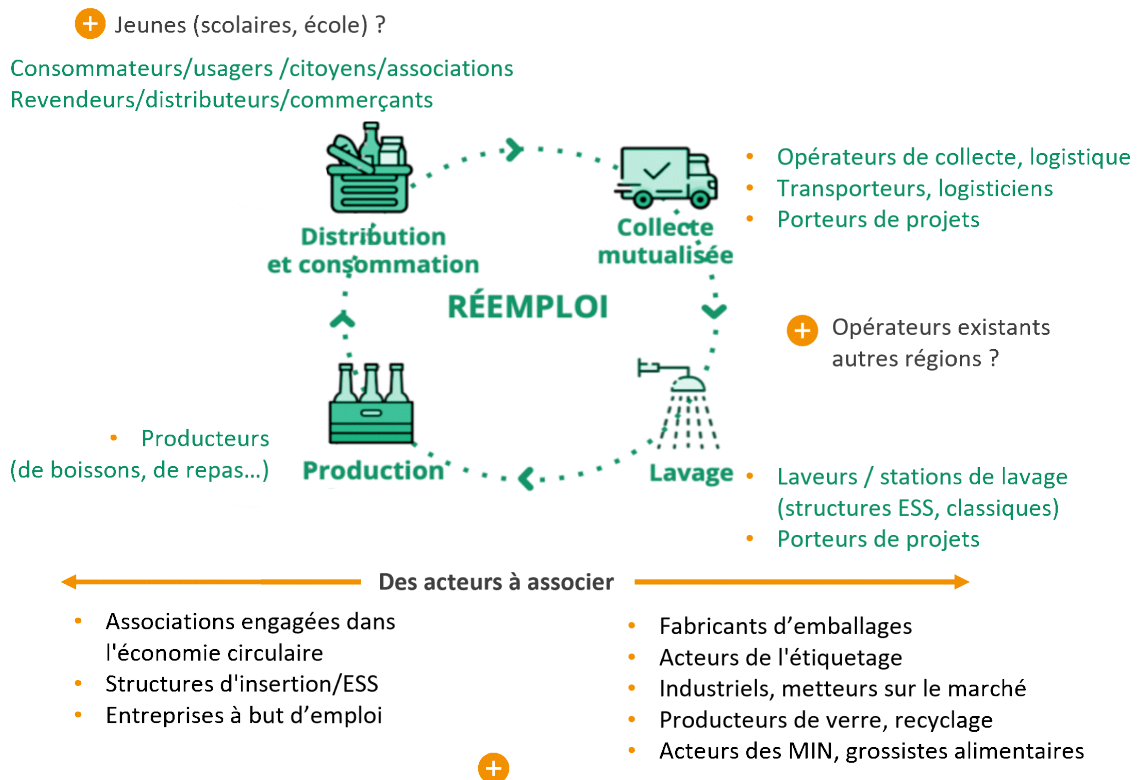 Jeunes (scolaires, école) ?
Consommateurs/usagers /citoyens/associations
Revendeurs/distributeurs/commerçants
Distribution
et consommation
Collecte
mutualisée
• Opérateurs de collecte, logistique
• Transporteurs, logisticiens
• Porteurs de projets
RÉEMPLOI
Opérateurs existants
autres régions ?
• Producteurs
(de boissons, de repas…)
Production
Lavage
• Laveurs / stations de lavage
(structures ESS, classiques)
• Porteurs de projets
Des acteurs à associer
• Associations engagées dans
l'économie circulaire
• Structures d'insertion/ESS
• Entreprises à but d’emploi
• Fabricants d’emballages
• Acteurs de l'étiquetage
• Industriels, metteurs sur le marché
• Producteurs de verre, recyclage
• Acteurs des MIN, grossistes alimentaires